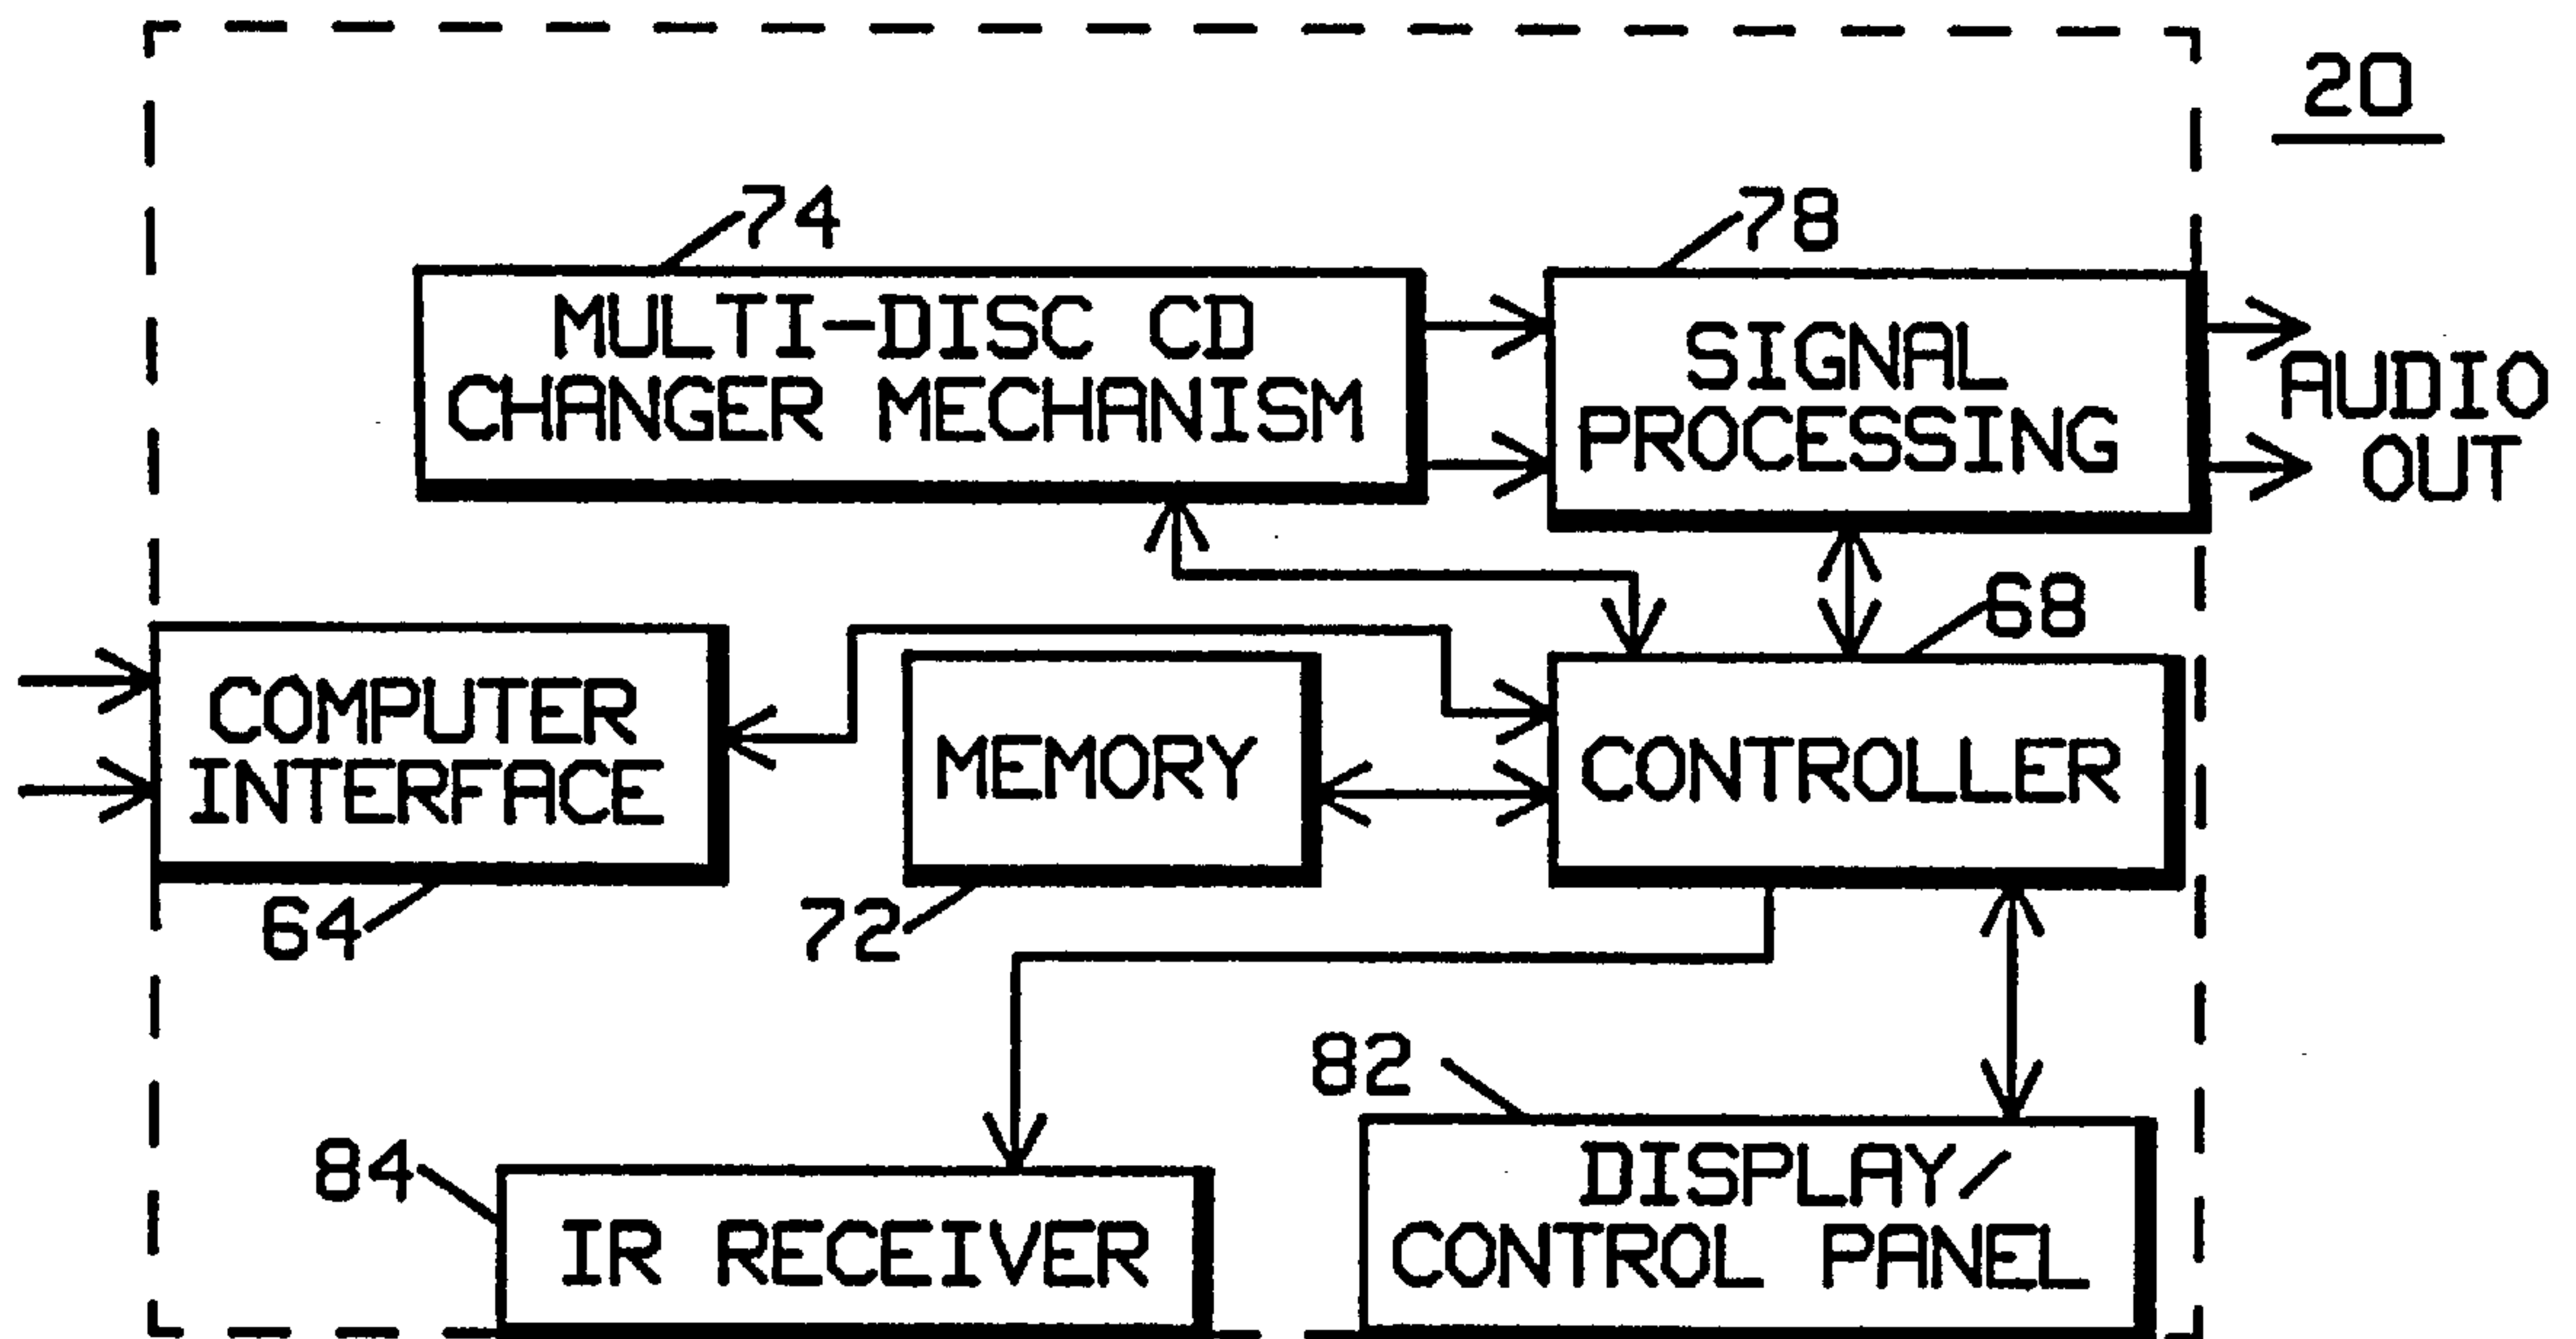 20
74
78
MULTI-DISC CD
CHANGER MECHANISM
SIGNAL
PROCESSING
AUDIO
OUT
68
COMPUTER
INTERFACE
MEMORY
CONTROLLER
64
72
82
84
IR RECEIVER
DISPLAY/
CONTROL PANEL